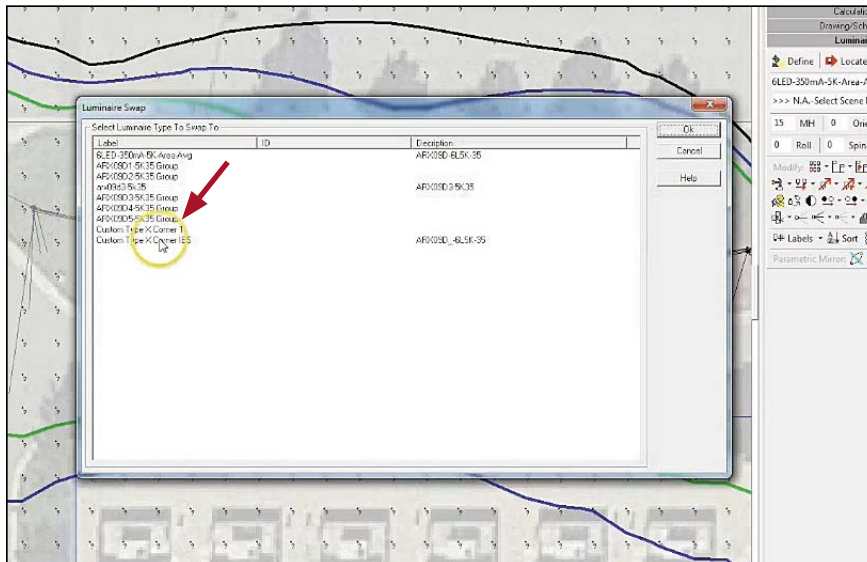 Calculatio
Drawing/Sch
Luminai
Define Locate
6LED-350mA-5K-Area-A
>>> N.A.-Select Scene
15 MH 0 Orie
0 Roll 0 Spin
Modify:
Labels Sort
Parametric Mirror:
Luminaire Swap
Select Luminaire Type To Swap To
Label ID Decription
6LED-350mA-5K-Area-Avg ARX09D-6L5K-35
ARX09D1-5K35 Group
ARX09D2-5K35 Group
arx09d3-5k35 ARX09D3-5K35
ARX09D3-5K35 Group
ARX09D4-5K35 Group
ARX09D5-5K35 Group
Custom Type X Corner 1
Custom Type X Corner IES ARX09D_-6L5K-35
Ok
Cancel
Help